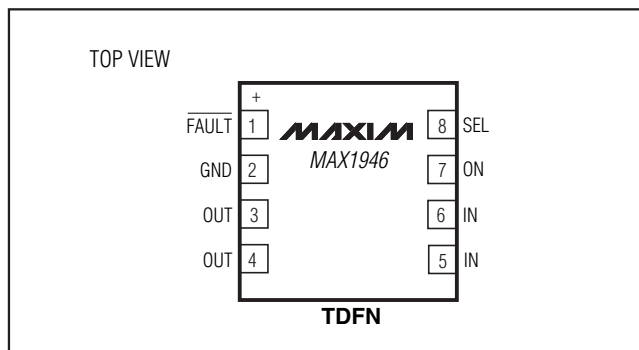 TOP VIEW
+
FAULT 1 MAXIM 8 SEL
GND 2 MAX1946 7 ON
OUT 3 6 IN
OUT 4 5 IN
TDFN